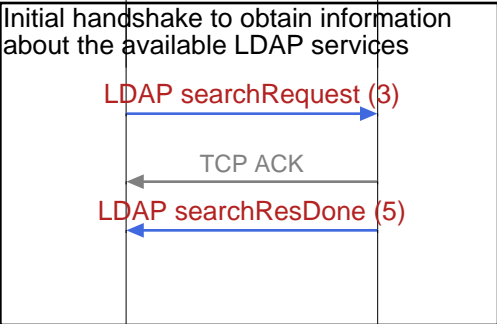 Initial handshake to obtain information
about the available LDAP services
LDAP searchRequest (3)
TCP ACK
LDAP searchResDone (5)